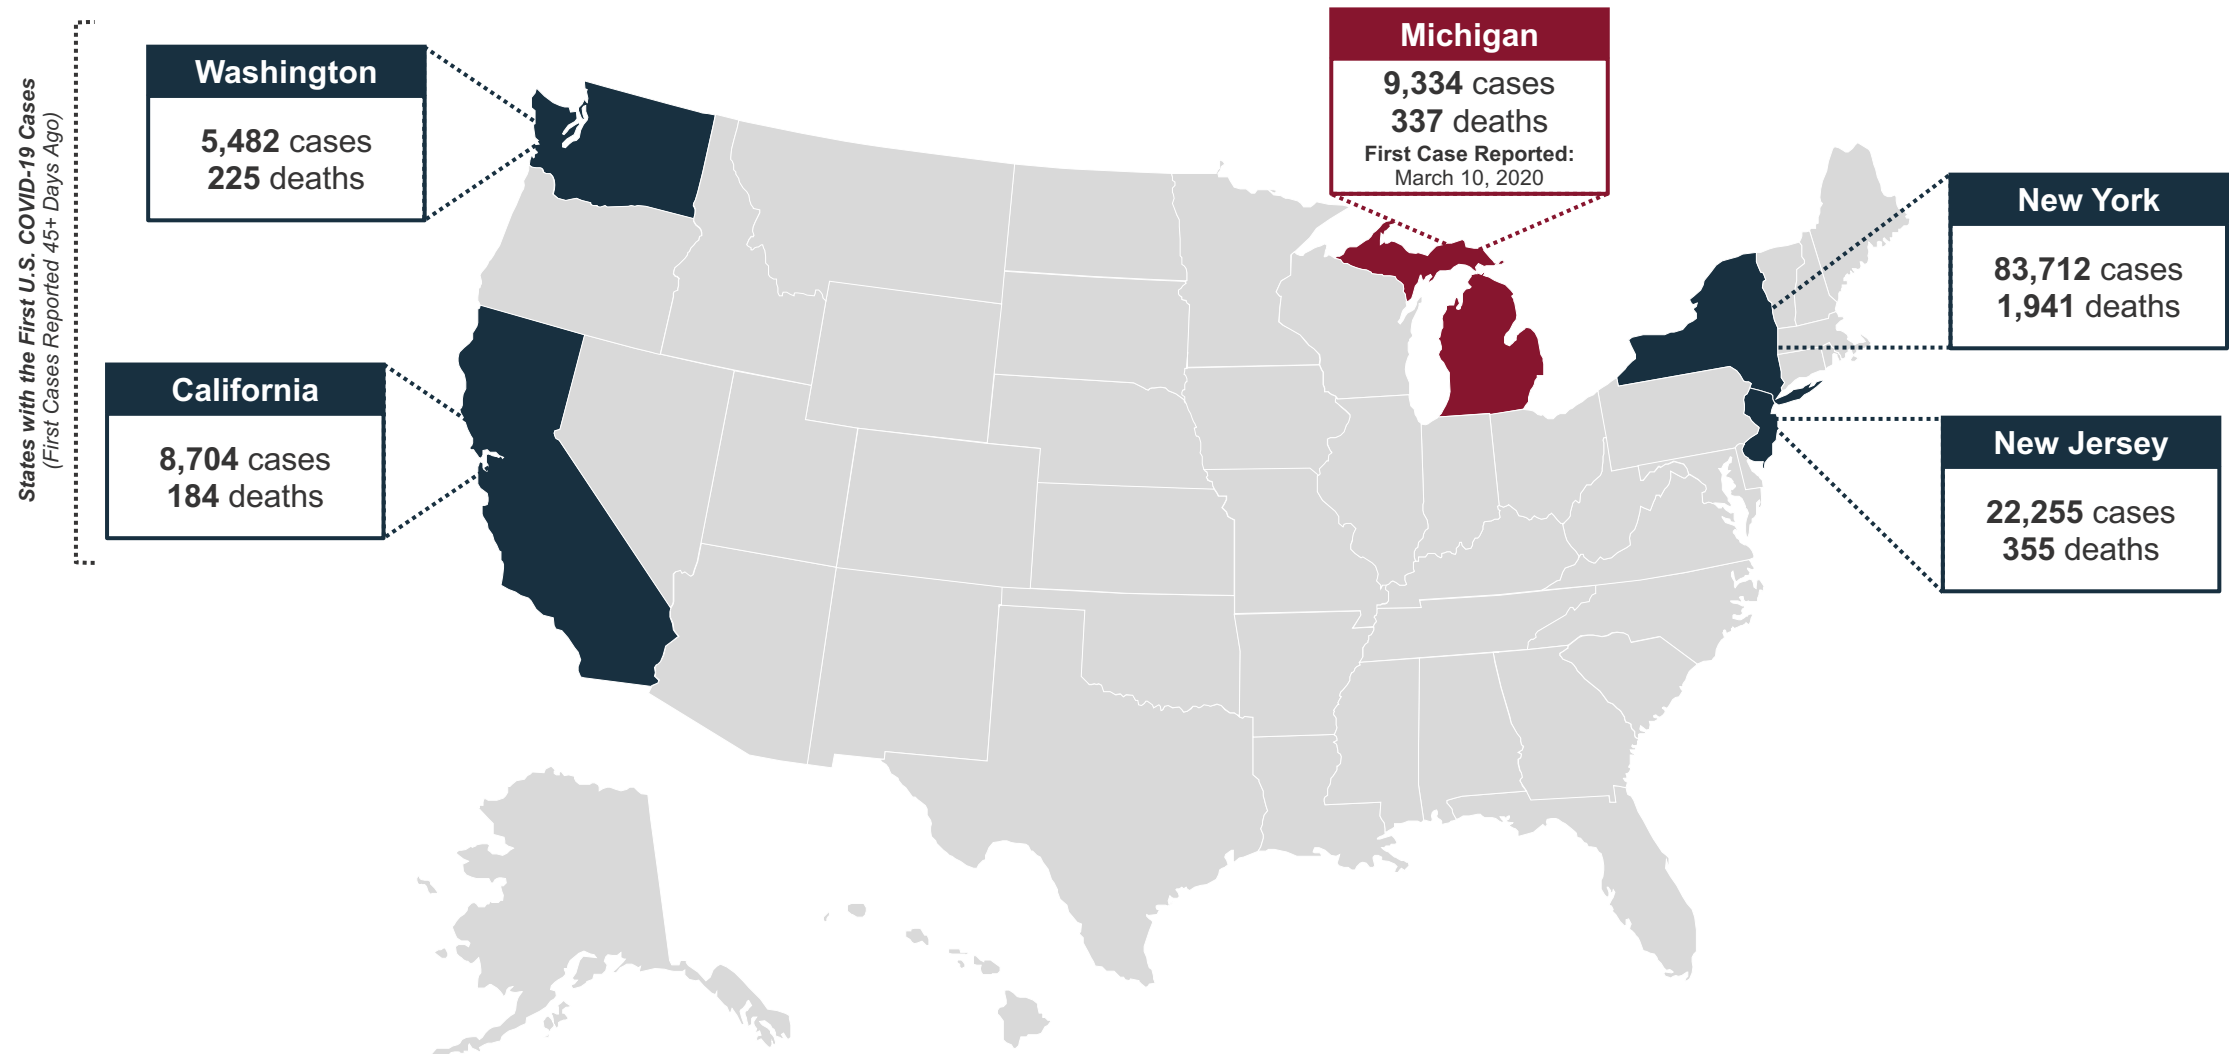 States with the First U.S. COVID-19 Cases
(First Cases Reported 45+ Days Ago)
Washington
5,482 cases
225 deaths
California
8,704 cases
184 deaths
Michigan
9,334 cases
337 deaths
First Case Reported:
March 10, 2020
New York
83,712 cases
1,941 deaths
New Jersey
22,255 cases
355 deaths